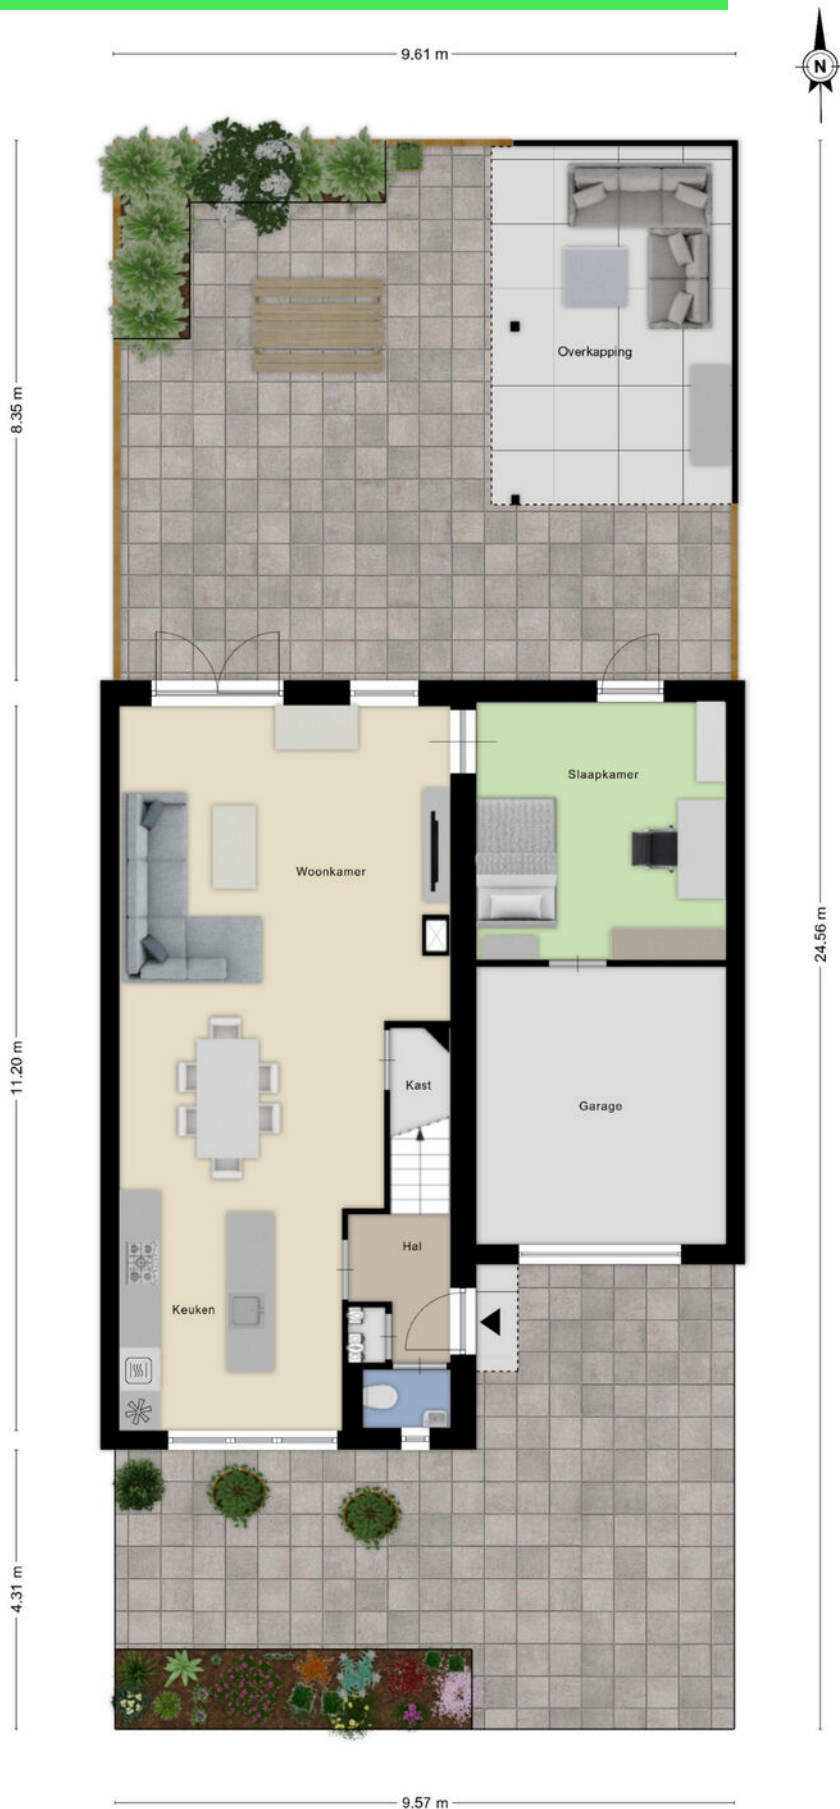 9.61 m
N
8.35 m
Overkapping
Slaapkamer
Woonkamer
24.56 m
11.20 m
Kast
Garage
Hal
Keuken
4.31 m
9.57 m